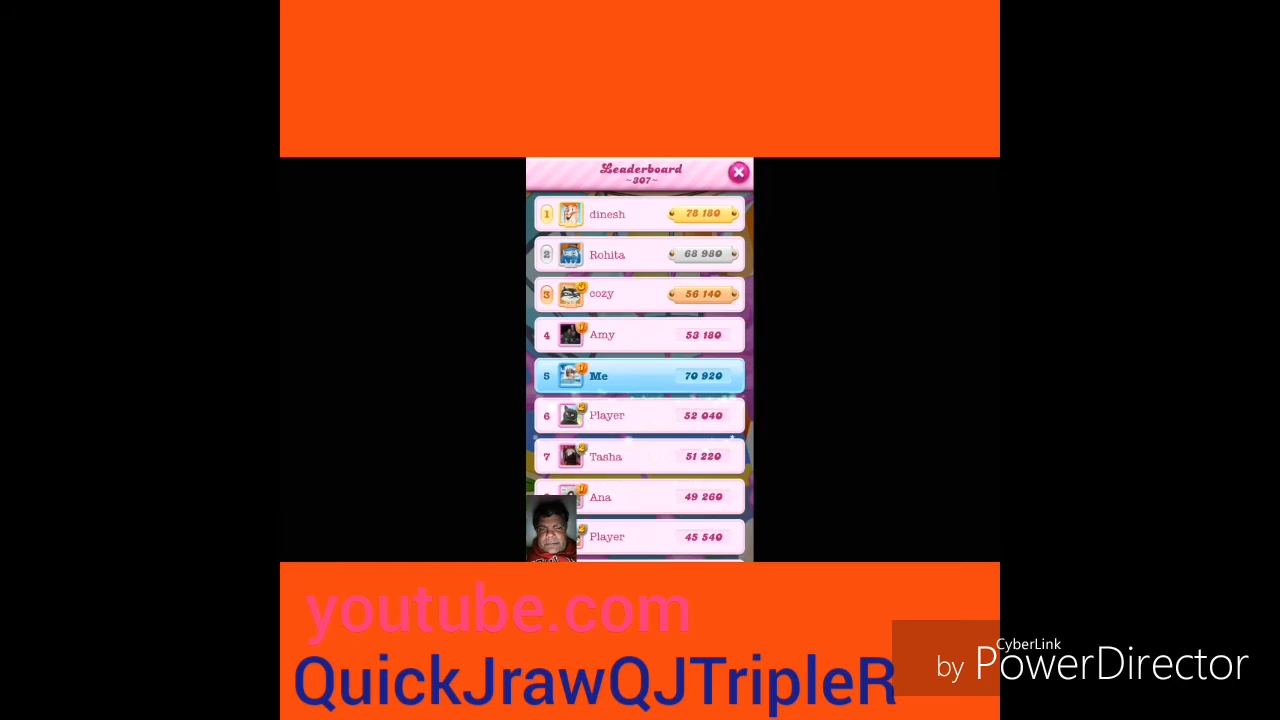 Leaderboard
~307~
1 dinesh 78 180
2 Rohita 68 980
3 cozy 56 140
4 Amy 53 180
5 Me 70 920
6 Player 52 040
7 Tasha 51 220
Ana 49 260
Player 45 540
youtube.com
QuickJrawQJTripleR
CyberLink
by PowerDirector